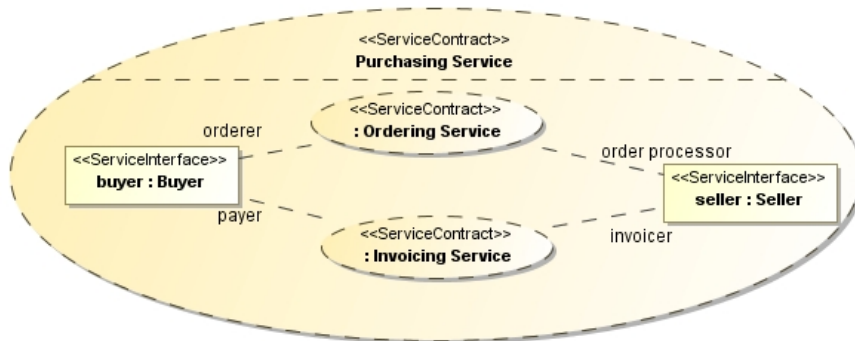 <<ServiceContract>>
Purchasing Service
<<ServiceContract>>
: Ordering Service
orderer
order processor
<<ServiceInterface>>
buyer : Buyer
<<ServiceInterface>>
seller : Seller
payer
<<ServiceContract>>
: Invoicing Service
invoicer